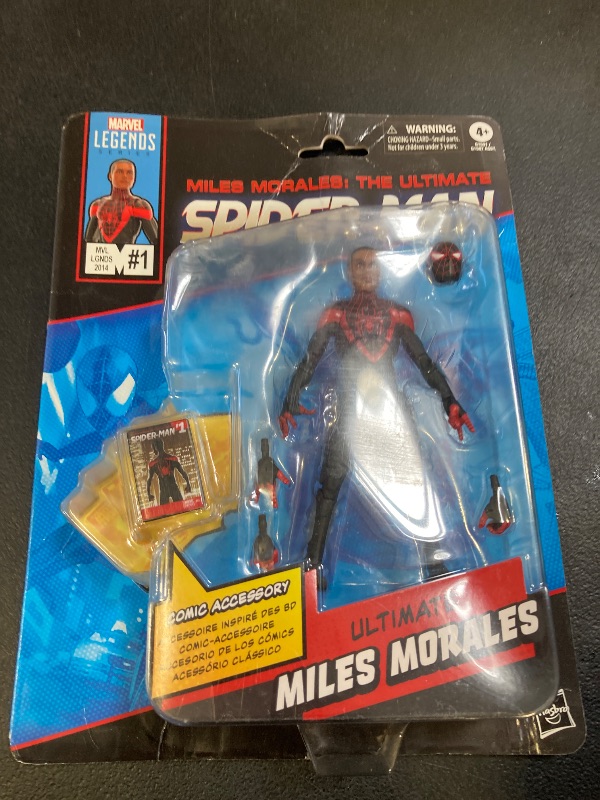 MARVEL
LEGENDS
SERIES
MVL
LGNDS
2014
#1
WARNING:
CHOKING HAZARD-Small parts.
Not for children under 3 years.
4+
MILES MORALES: THE ULTIMATE
SPIDER-MAN
SPIDER-MAN #1
COMIC ACCESSORY
ACCESSOIRE INSPIRÉ DES BD
COMIC-ACCESSOIRE
ACCESORIO DE LOS CÓMICS
ACESSÓRIO CLÁSSICO
ULTIMATE
MILES MORALES
Hasbro